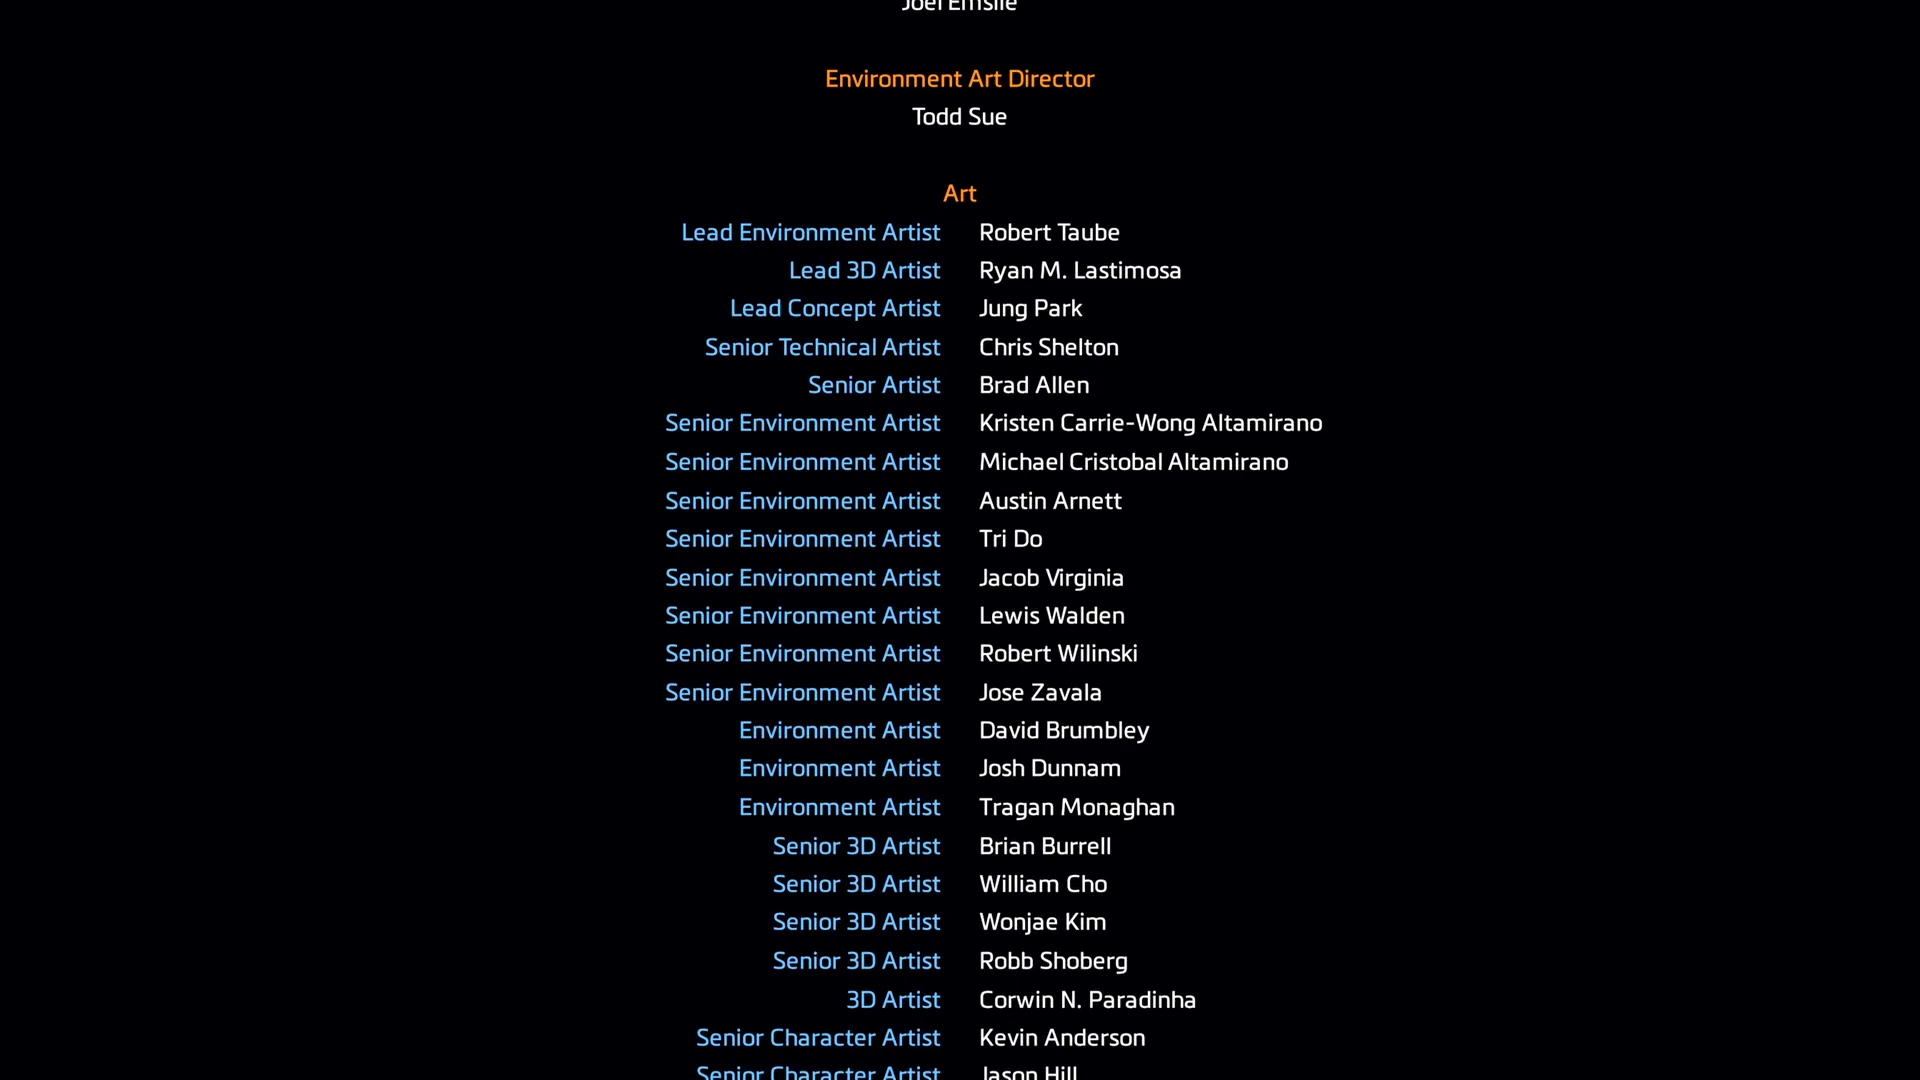 Joel Emslie
Environment Art Director
Todd Sue
Art
Lead Environment Artist Robert Taube
Lead 3D Artist Ryan M. Lastimosa
Lead Concept Artist Jung Park
Senior Technical Artist Chris Shelton
Senior Artist Brad Allen
Senior Environment Artist Kristen Carrie-Wong Altamirano
Senior Environment Artist Michael Cristobal Altamirano
Senior Environment Artist Austin Arnett
Senior Environment Artist Tri Do
Senior Environment Artist Jacob Virginia
Senior Environment Artist Lewis Walden
Senior Environment Artist Robert Wilinski
Senior Environment Artist Jose Zavala
Environment Artist David Brumbley
Environment Artist Josh Dunnam
Environment Artist Tragan Monaghan
Senior 3D Artist Brian Burrell
Senior 3D Artist William Cho
Senior 3D Artist Wonjae Kim
Senior 3D Artist Robb Shoberg
3D Artist Corwin N. Paradinha
Senior Character Artist Kevin Anderson
Senior Character Artist Jason Hill